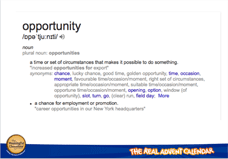 opportunity
/ɒpəˈtjuːnɪti/
noun
plural noun: opportunities
a time or set of circumstances that makes it possible to do something.
"increased opportunities for export"
synonyms: chance, lucky chance, good time, golden opportunity, time, occasion,
moment, favourable time/occasion/moment, right set of circumstances,
appropriate time/occasion/moment, suitable time/occasion/moment,
opportune time/occasion/moment, opening, option, window (of
opportunity), slot, turn, go, (clear) run, field day; More
• a chance for employment or promotion.
"career opportunities in our New York headquarters"
THE REAL ADVENT CALENDAR